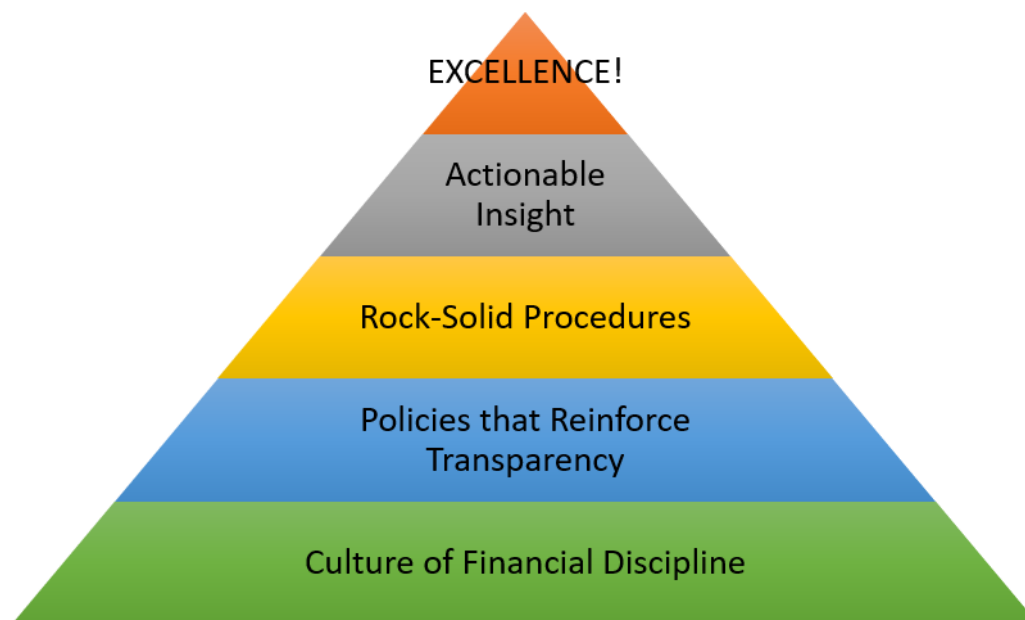 EXCELLENCE!
Actionable
Insight
Rock-Solid Procedures
Policies that Reinforce
Transparency
Culture of Financial Discipline